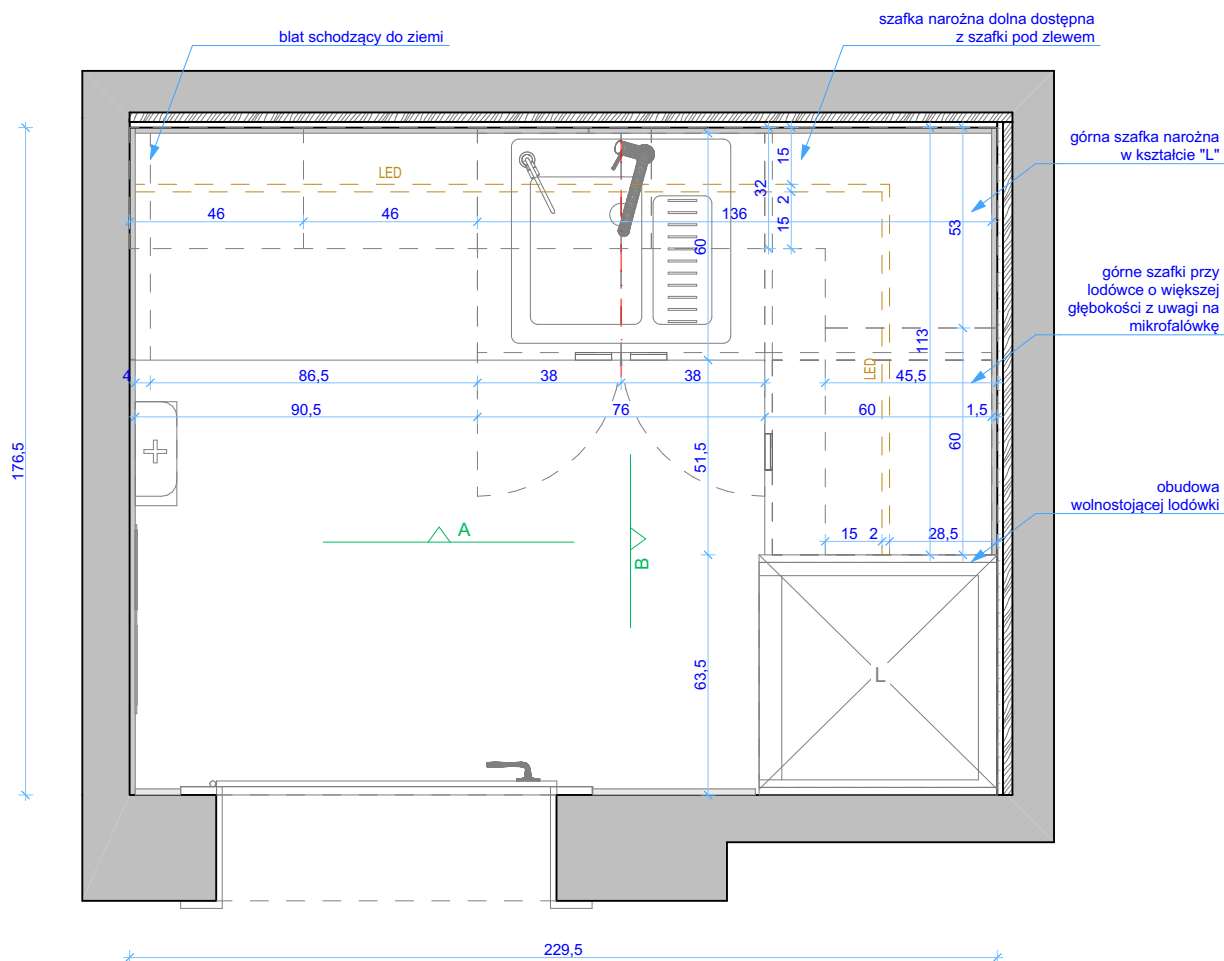 szafka narożna dolna dostępna
z szafki pod zlewem
blat schodzący do ziemi
górna szafka narożna
w kształcie "L"
15
LED
32
2
46
46
136
15
53
60
górne szafki przy
lodówce o większej
głębokości z uwagi na
mikrofalówkę
113
LED
4
86,5
38
38
45,5
90,5
76
60
1,5
176,5
51,5
60
obudowa
wolnostojącej lodówki
A
B
15
2
28,5
63,5
L
229,5